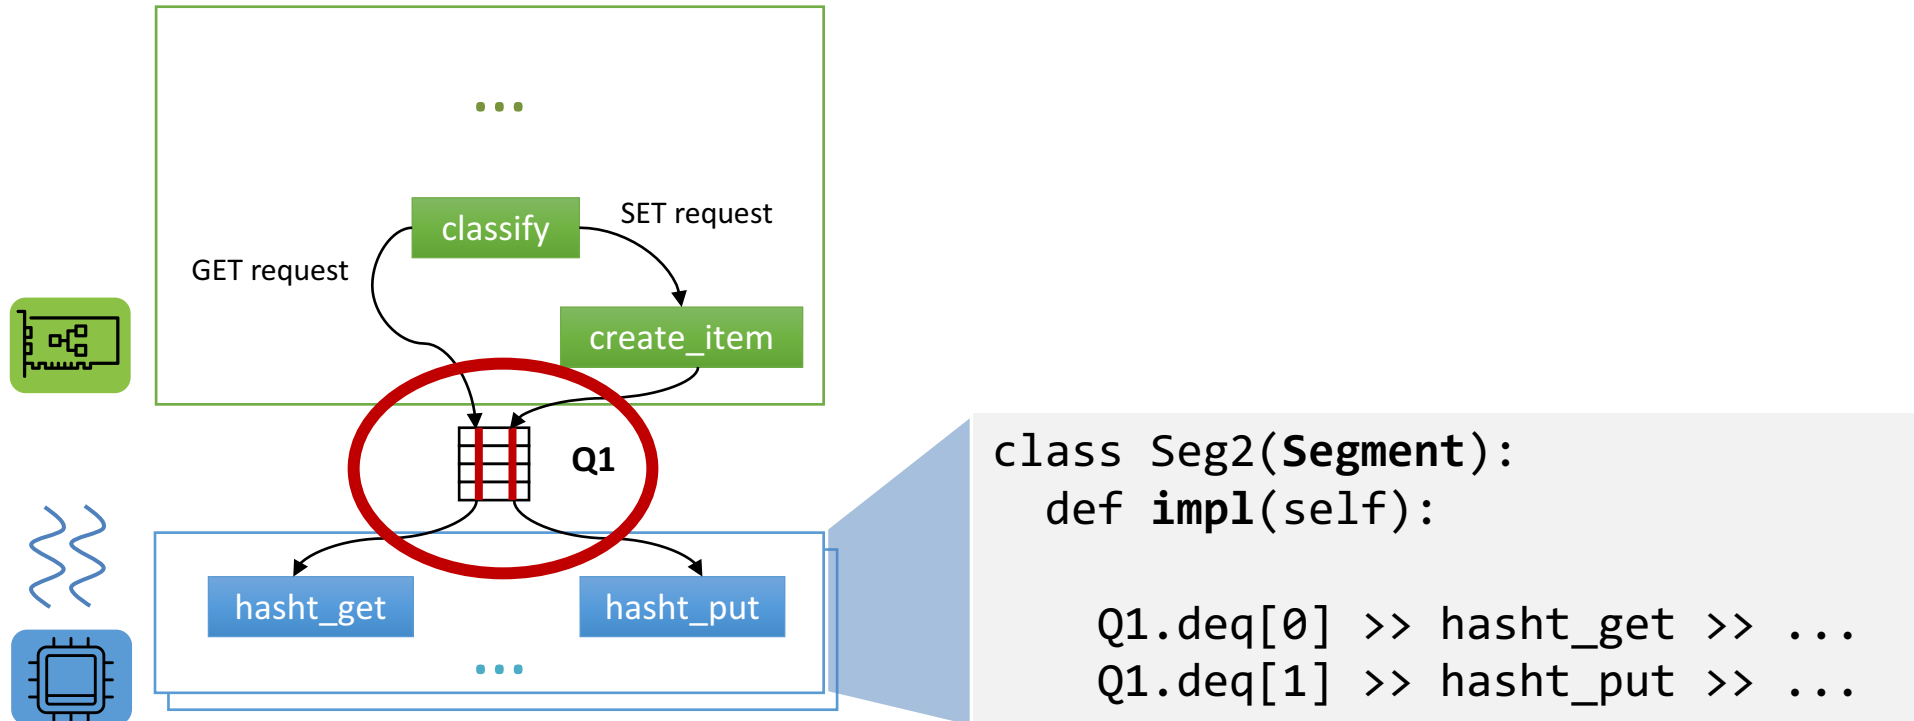 ...
classify
SET request
GET request
create_item
Q1
hasht_get
hasht_put
...
class Seg2(Segment):
def impl(self):
Q1.deq[0] >> hasht_get >> ...
Q1.deq[1] >> hasht_put >> ...